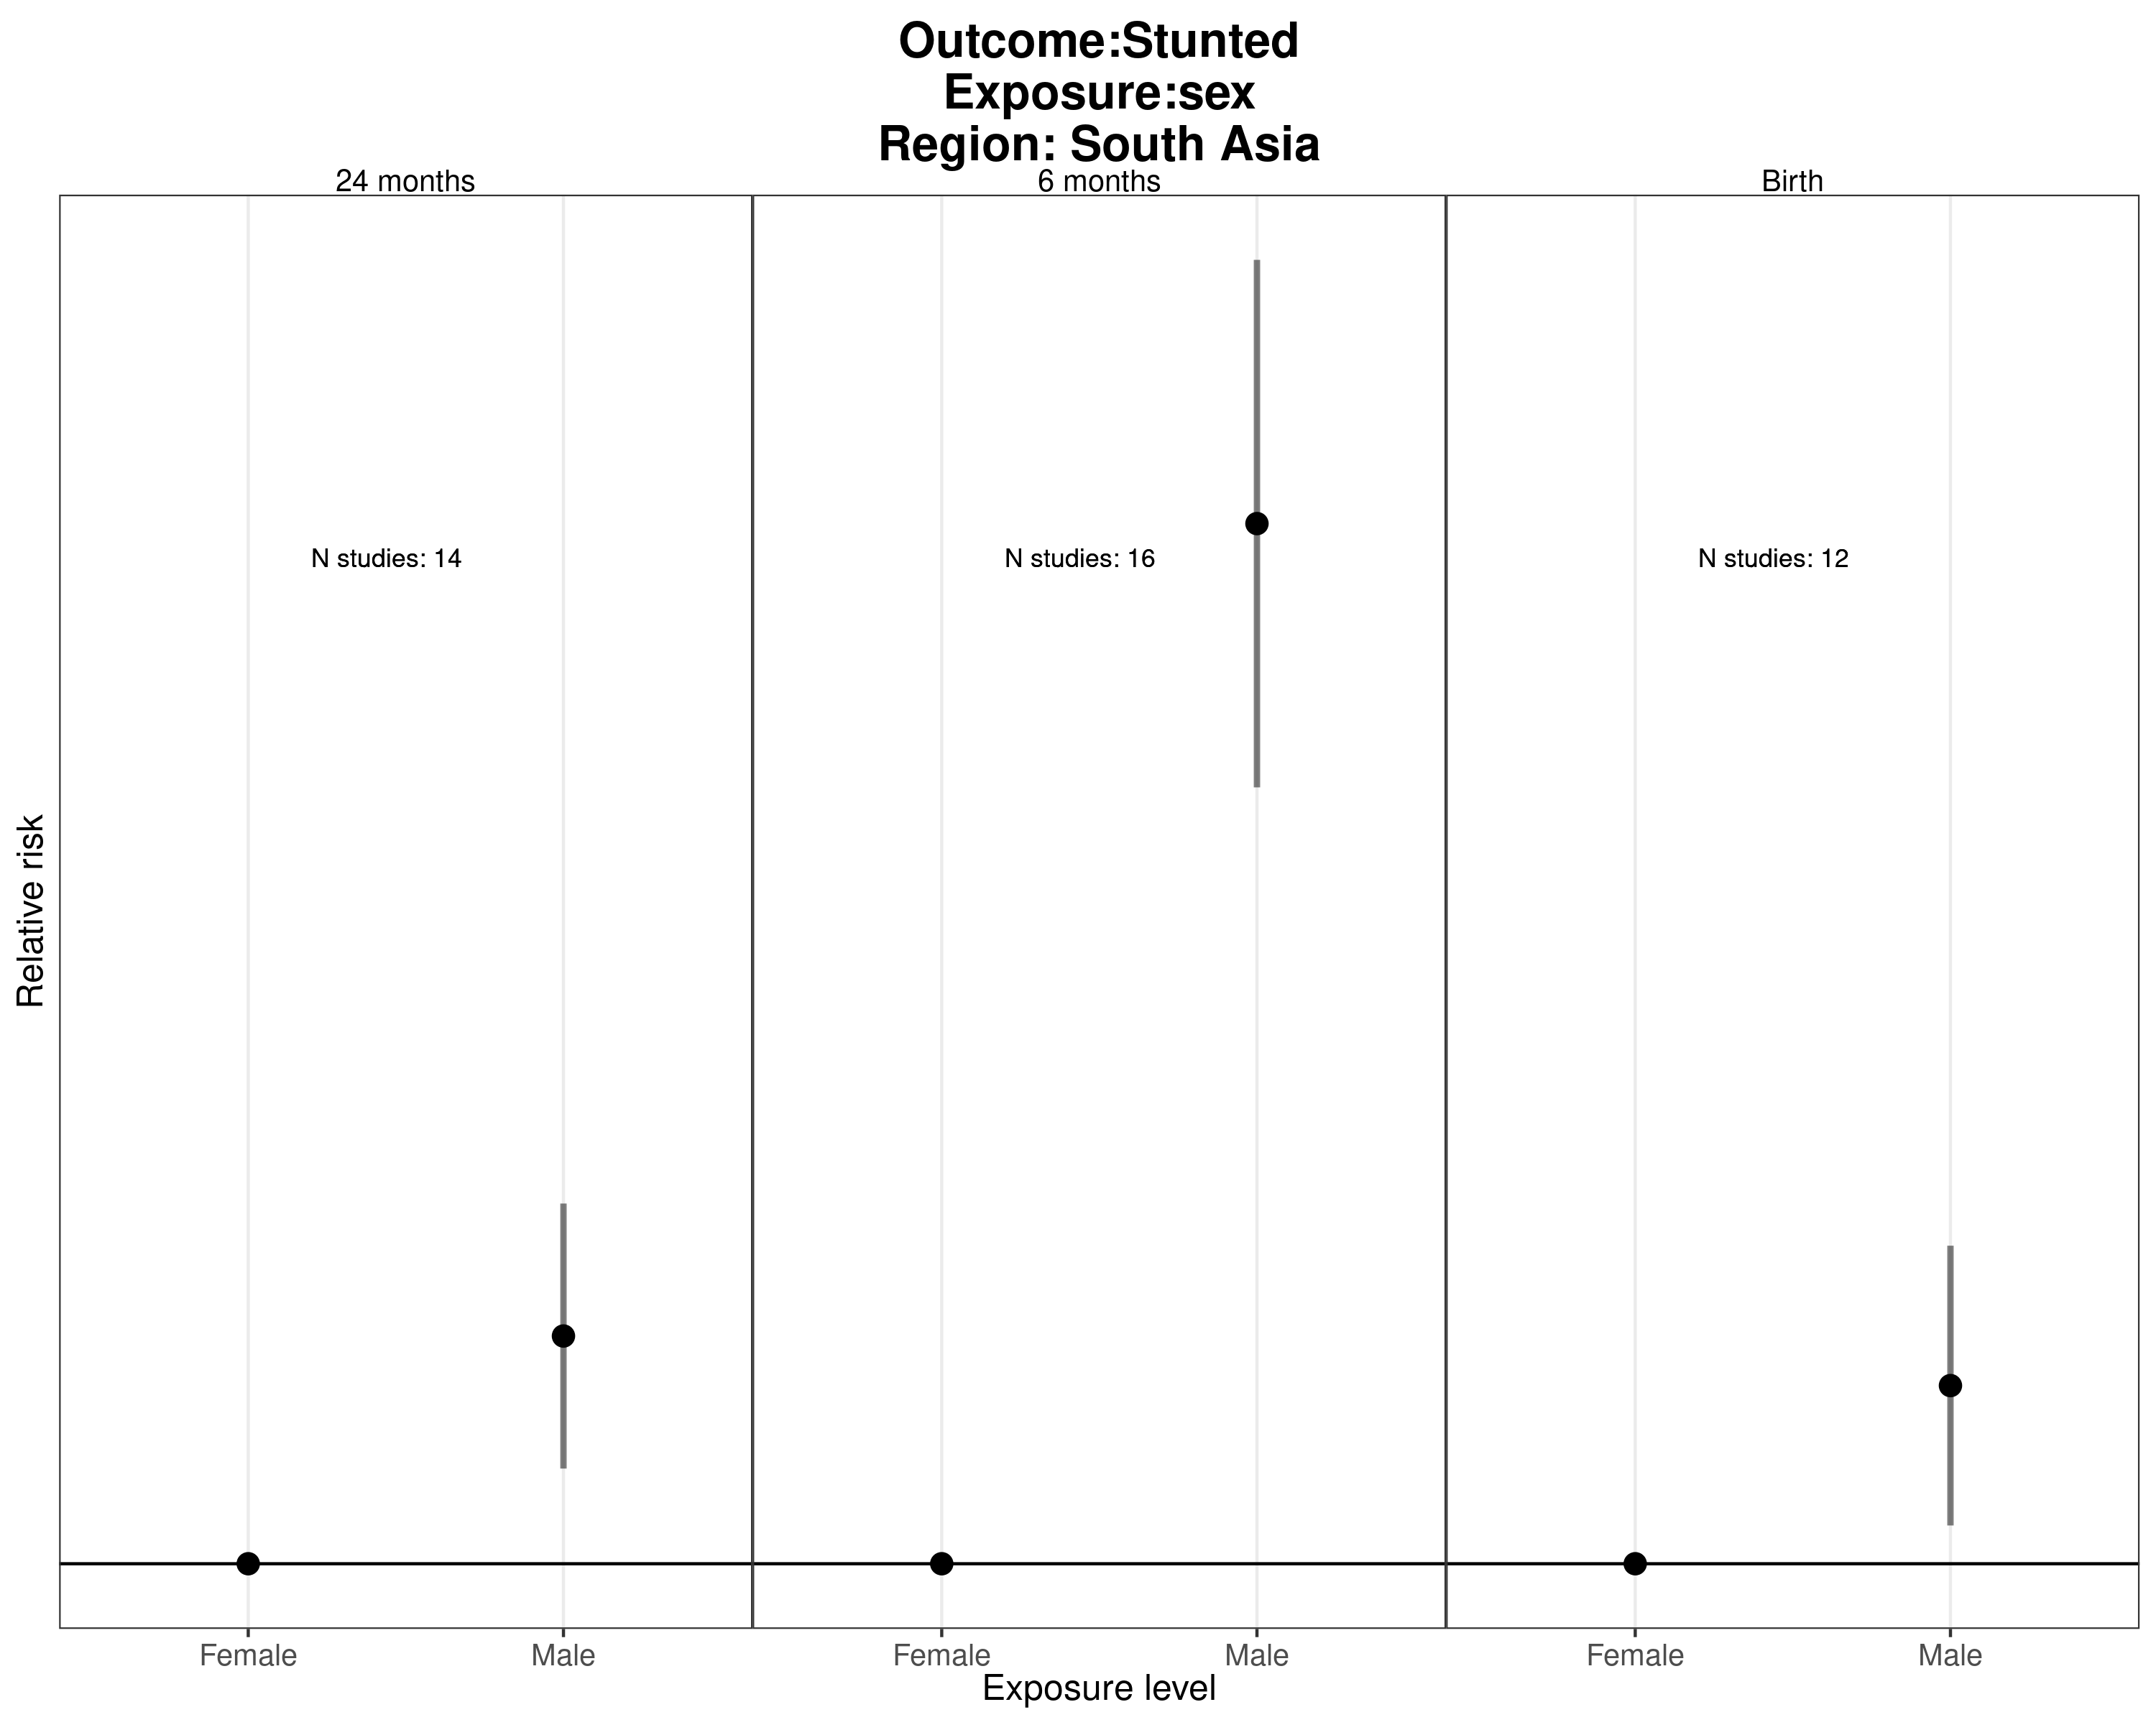 Outcome:Stunted
Exposure:sex
Region: South Asia
24 months
6 months
Birth
N studies: 14
N studies: 16
N studies: 12
Relative risk
Female
Male
Female
Male
Female
Male
Exposure level